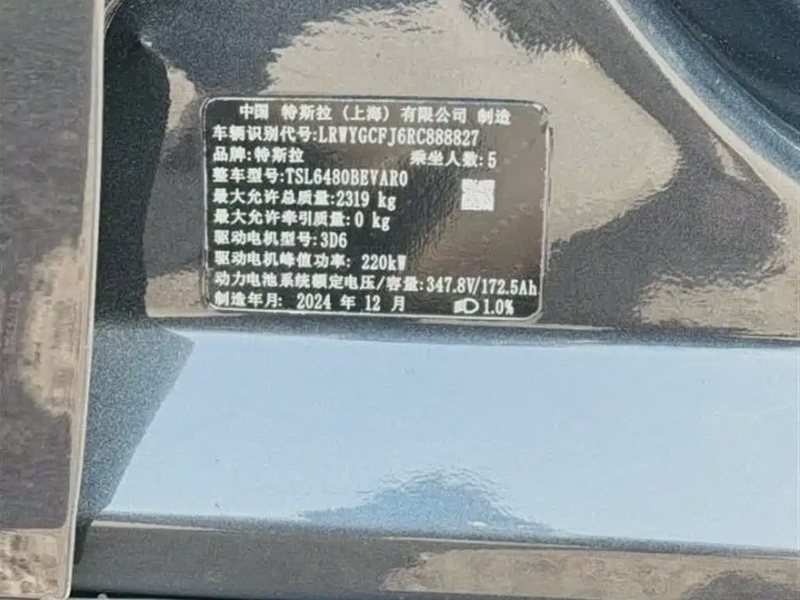 中国 特斯拉(上海)有限公司 制造
车辆识别代号:LRWYGCFJ6RC888827
品牌:特斯拉 乘坐人数:5
整车型号:TSL6480BEVAR0
最大允许总质量:2319 kg
最大允许牵引质量:0 kg
驱动电机型号:3D6
驱动电机峰值功率: 220kW
动力电池系统额定电压/容量:347.8V/172.5Ah
制造年月: 2024 年 12 月 1.0%